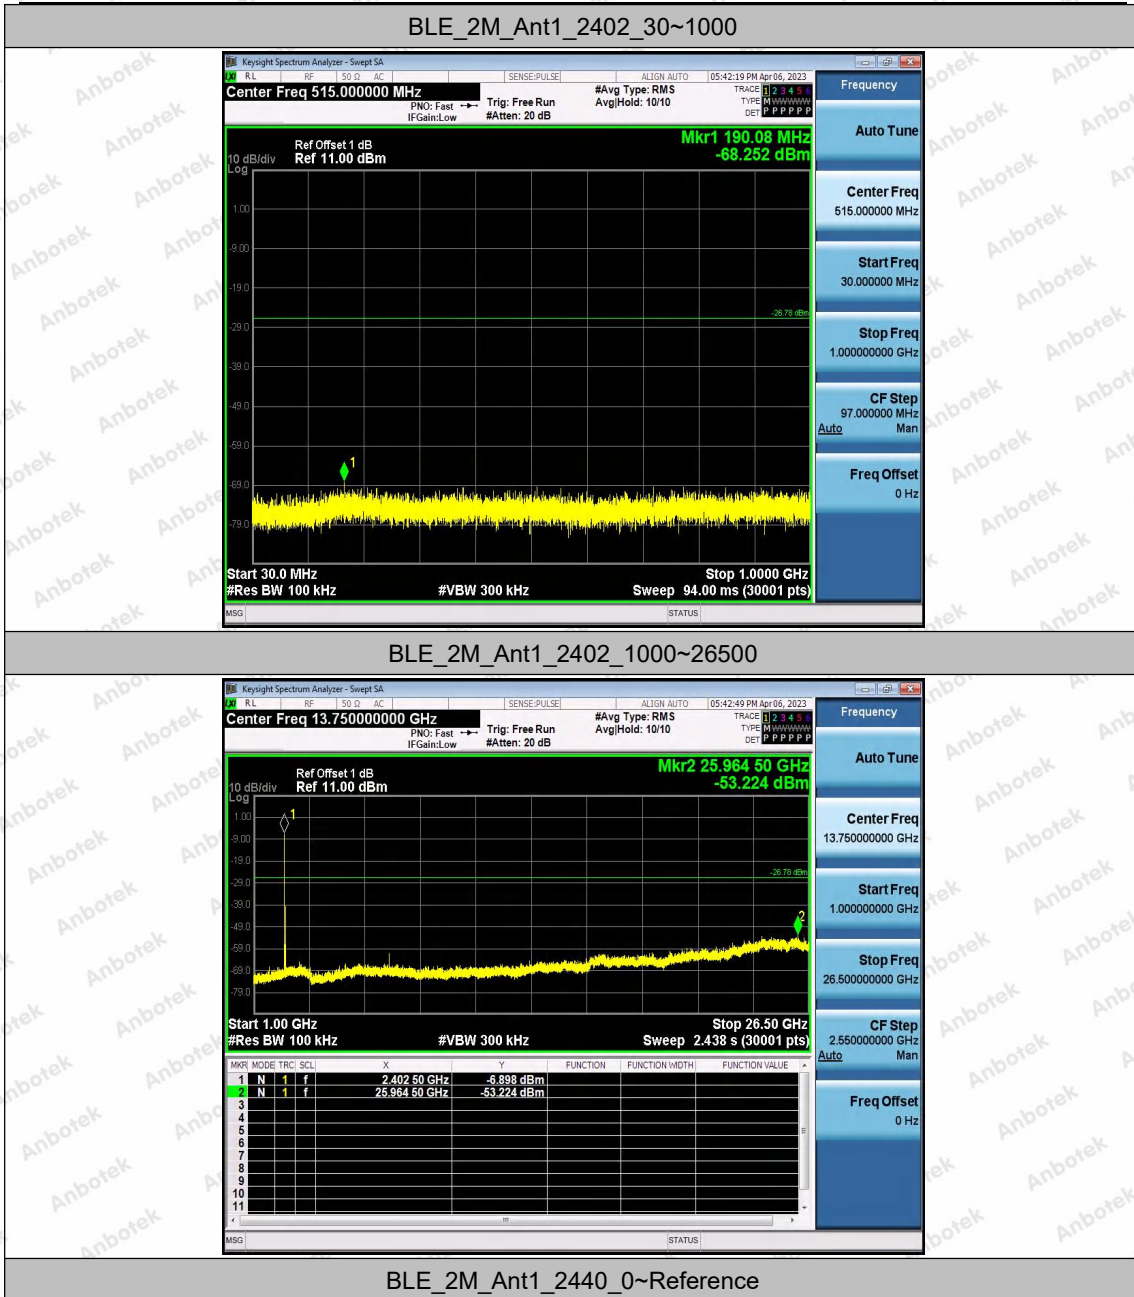 BLE_2M_Ant1_2402_30~1000
Keysight Spectrum Analyzer - Swept SA
RL RF 50 Ω AC SENSE:PULSE ALIGN AUTO 05:42:19 PM Apr 06, 2023
Center Freq 515.000000 MHz
PNO: Fast
IFGain:Low
Trig: Free Run
#Atten: 20 dB
#Avg Type: RMS
Avg|Hold: 10/10
TRACE 1 2 3 4 5 6
TYPE M WWWWW
DET P P P P P P
Frequency
Auto Tune
Center Freq
515.000000 MHz
Start Freq
30.000000 MHz
Stop Freq
1.000000000 GHz
CF Step
97.000000 MHz
Auto Man
Freq Offset
0 Hz
Mkr1 190.08 MHz
-68.252 dBm
Ref Offset 1 dB
10 dB/div Ref 11.00 dBm
Log
1.00
-9.00
-19.0
-26.78 dBm
-29.0
-39.0
-49.0
-59.0
1
-69.0
-79.0
Start 30.0 MHz Stop 1.0000 GHz
#Res BW 100 kHz #VBW 300 kHz Sweep 94.00 ms (30001 pts)
MSG STATUS
BLE_2M_Ant1_2402_1000~26500
Keysight Spectrum Analyzer - Swept SA
RL RF 50 Ω AC SENSE:PULSE ALIGN AUTO 05:42:49 PM Apr 06, 2023
Center Freq 13.750000000 GHz
PNO: Fast
IFGain:Low
Trig: Free Run
#Atten: 20 dB
#Avg Type: RMS
Avg|Hold: 10/10
TRACE 1 2 3 4 5 6
TYPE M WWWWW
DET P P P P P P
Frequency
Auto Tune
Center Freq
13.750000000 GHz
Start Freq
1.000000000 GHz
Stop Freq
26.500000000 GHz
CF Step
2.550000000 GHz
Auto Man
Freq Offset
0 Hz
Mkr2 25.964 50 GHz
-53.224 dBm
Ref Offset 1 dB
10 dB/div Ref 11.00 dBm
Log
1.00
1
-9.00
-19.0
-26.78 dBm
-29.0
-39.0
-49.0
2
-59.0
-69.0
-79.0
Start 1.00 GHz Stop 26.50 GHz
#Res BW 100 kHz #VBW 300 kHz Sweep 2.438 s (30001 pts)
MKR MODE TRC SCL X Y FUNCTION FUNCTION WIDTH FUNCTION VALUE
1 N 1 f 2.402 50 GHz -6.898 dBm
2 N 1 f 25.964 50 GHz -53.224 dBm
3
4
5
6
7
8
9
10
11
MSG STATUS
BLE_2M_Ant1_2440_0~Reference